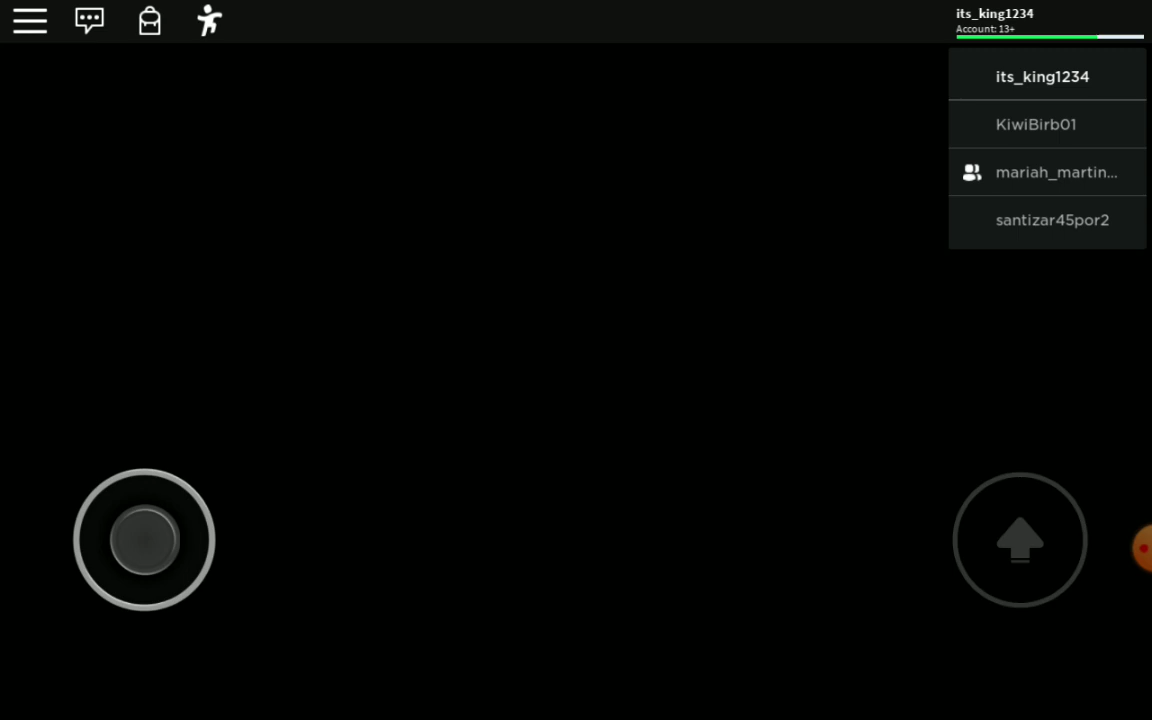 its_king1234
Account: 13+
its_king1234
KiwiBirb01
mariah_martin...
santizar45por2